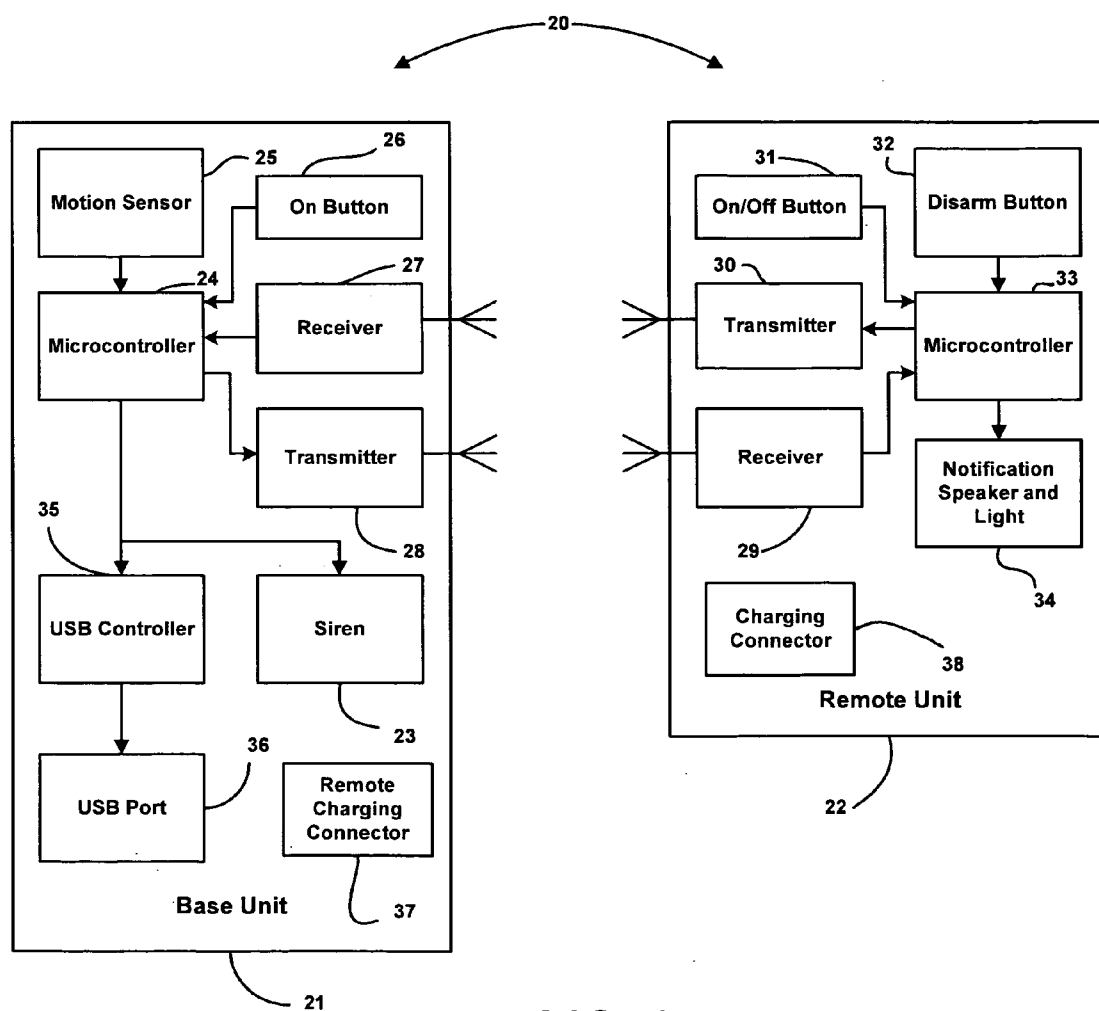 20
25
26
Motion Sensor
On Button
24
27
Microcontroller
Receiver
Transmitter
35
28
USB Controller
Siren
23
36
USB Port
Remote
Charging
Connector
Base Unit
37
21
31
32
On/Off Button
Disarm Button
30
33
Transmitter
Microcontroller
Receiver
Notification
Speaker and
Light
29
34
Charging
Connector
38
Remote Unit
22